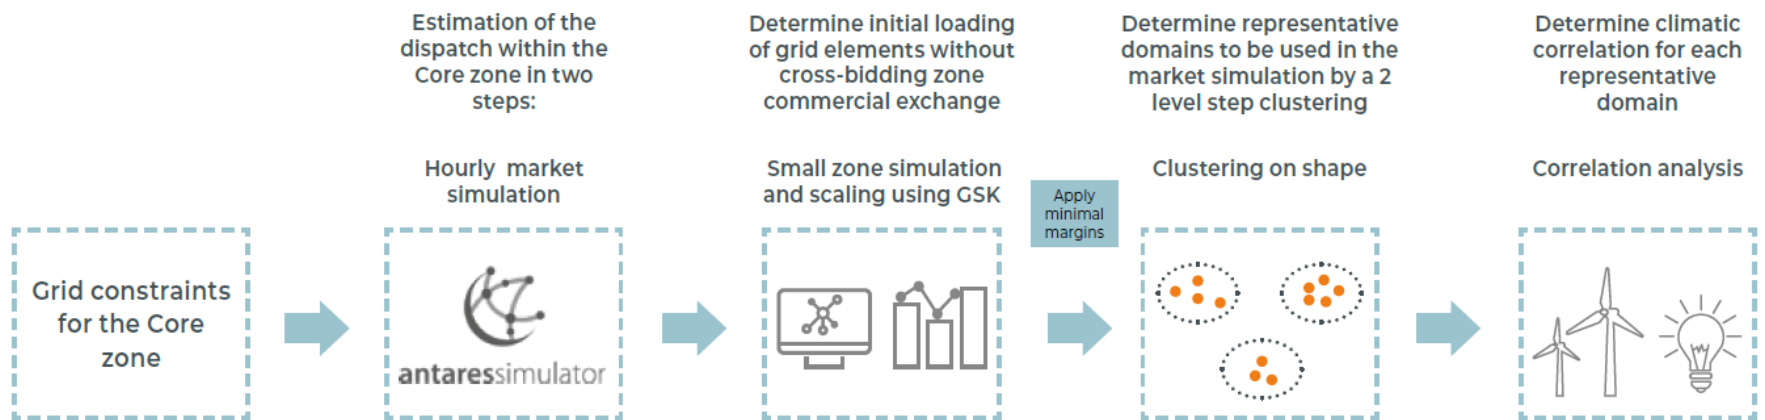 Estimation of the
dispatch within the
Core zone in two
steps:
Determine initial loading
of grid elements without
cross-bidding zone
commercial exchange
Determine representative
domains to be used in the
market simulation by a 2
level step clustering
Determine climatic
correlation for each
representative
domain
Hourly market
simulation
Small zone simulation
and scaling using GSK
Apply
minimal
margins
Clustering on shape
Correlation analysis
Grid constraints
for the Core
zone
antaressimulator